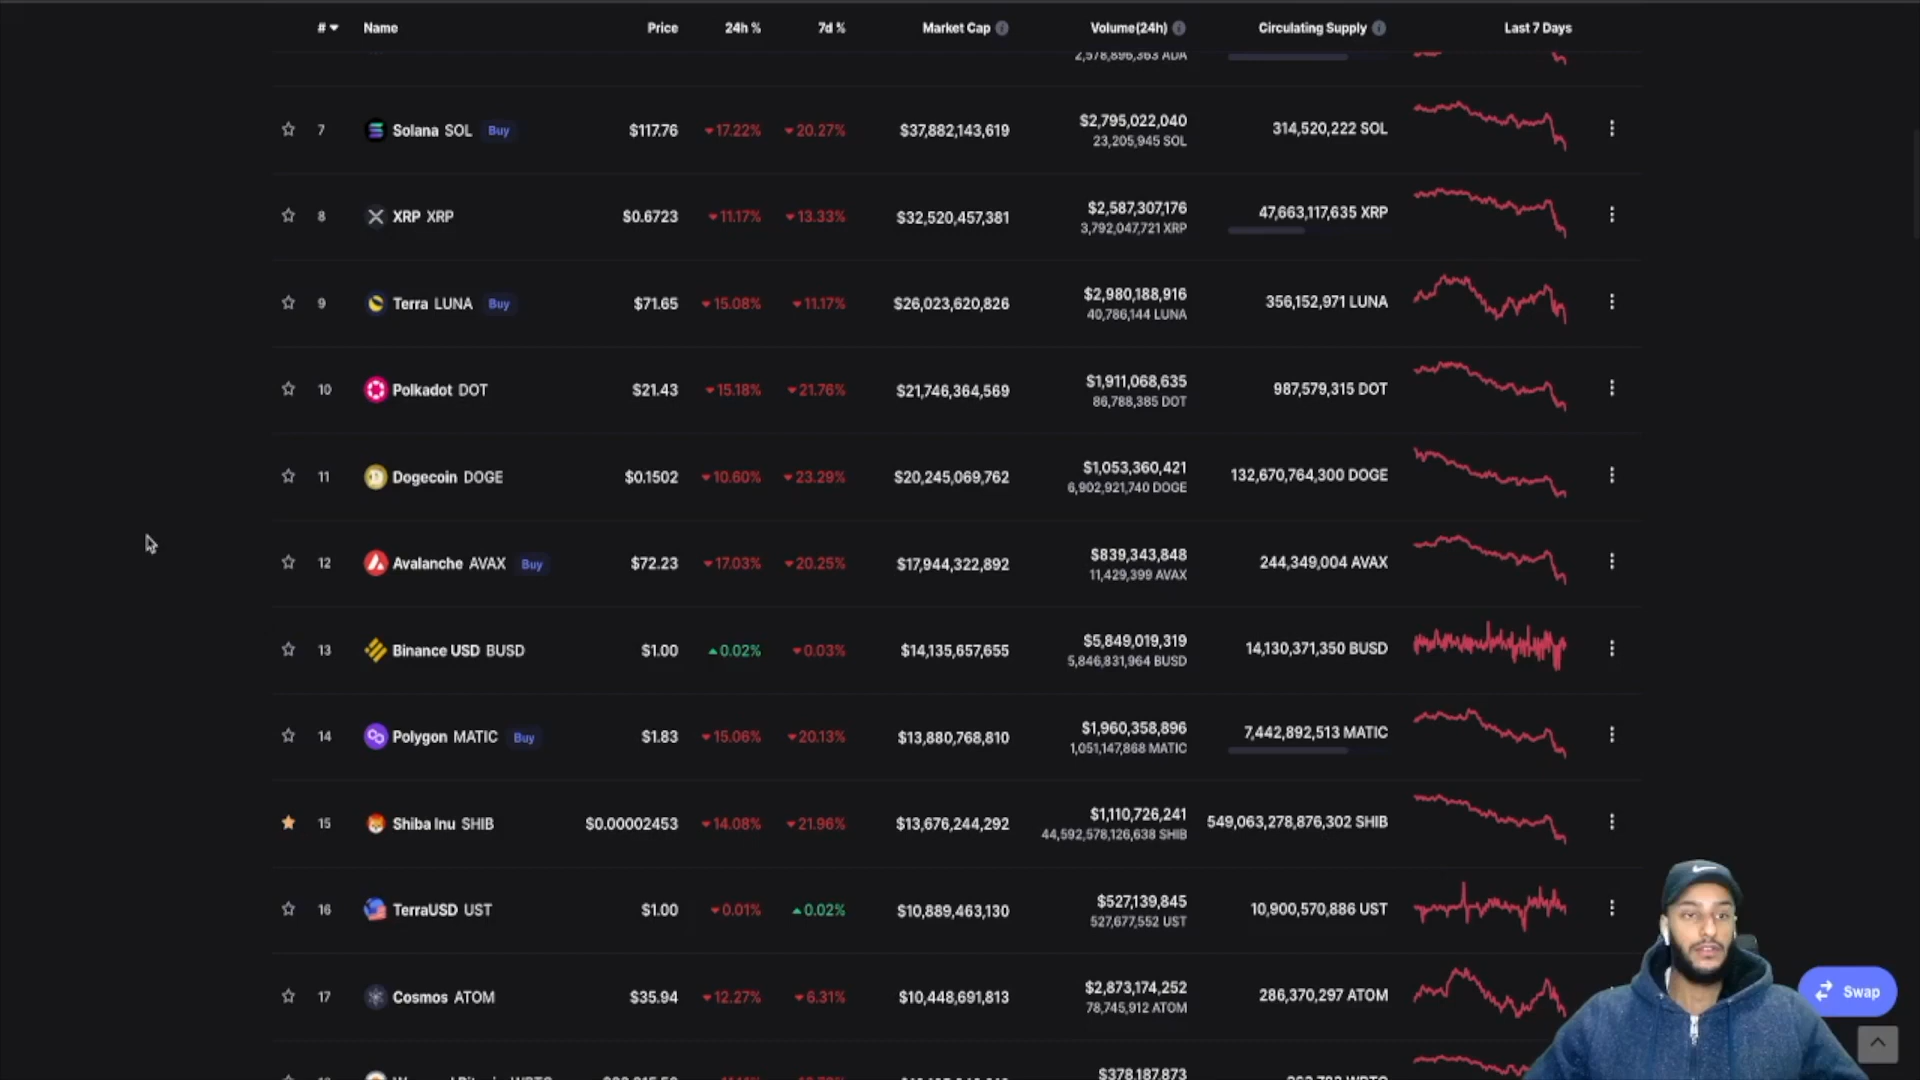 # Name Price 24h % 7d % Market Cap Volume(24h) Circulating Supply Last 7 Days
2,578,896,363 ADA
7 Solana SOL Buy $117.76 17.22% 20.27% $37,882,143,619 $2,795,022,040 314,520,222 SOL
23,205,945 SOL
8 XRP XRP $0.6723 11.17% 13.33% $32,520,457,381 $2,587,307,176 47,663,117,635 XRP
3,792,047,721 XRP
9 Terra LUNA Buy $71.65 15.08% 11.17% $26,023,620,826 $2,980,188,916 356,152,971 LUNA
40,786,144 LUNA
10 Polkadot DOT $21.43 15.18% 21.76% $21,746,364,569 $1,911,068,635 987,579,315 DOT
86,788,385 DOT
11 Dogecoin DOGE $0.1502 10.60% 23.29% $20,245,069,762 $1,053,360,421 132,670,764,300 DOGE
6,902,921,740 DOGE
12 Avalanche AVAX Buy $72.23 17.03% 20.25% $17,944,322,892 $839,343,848 244,349,004 AVAX
11,429,399 AVAX
13 Binance USD BUSD $1.00 0.02% 0.03% $14,135,657,655 $5,849,019,319 14,130,371,350 BUSD
5,846,831,964 BUSD
14 Polygon MATIC Buy $1.83 15.06% 20.13% $13,880,768,810 $1,960,358,896 7,442,892,513 MATIC
1,051,147,868 MATIC
15 Shiba Inu SHIB $0.00002453 14.08% 21.96% $13,676,244,292 $1,110,726,241 549,063,278,876,302 SHIB
44,592,578,126,638 SHIB
16 TerraUSD UST $1.00 0.01% 0.02% $10,889,463,130 $527,139,845 10,900,570,886 UST
527,677,552 UST
17 Cosmos ATOM $35.94 12.27% 6.31% $10,448,691,813 $2,873,174,252 286,370,297 ATOM
78,745,912 ATOM
Swap
$378,187,873